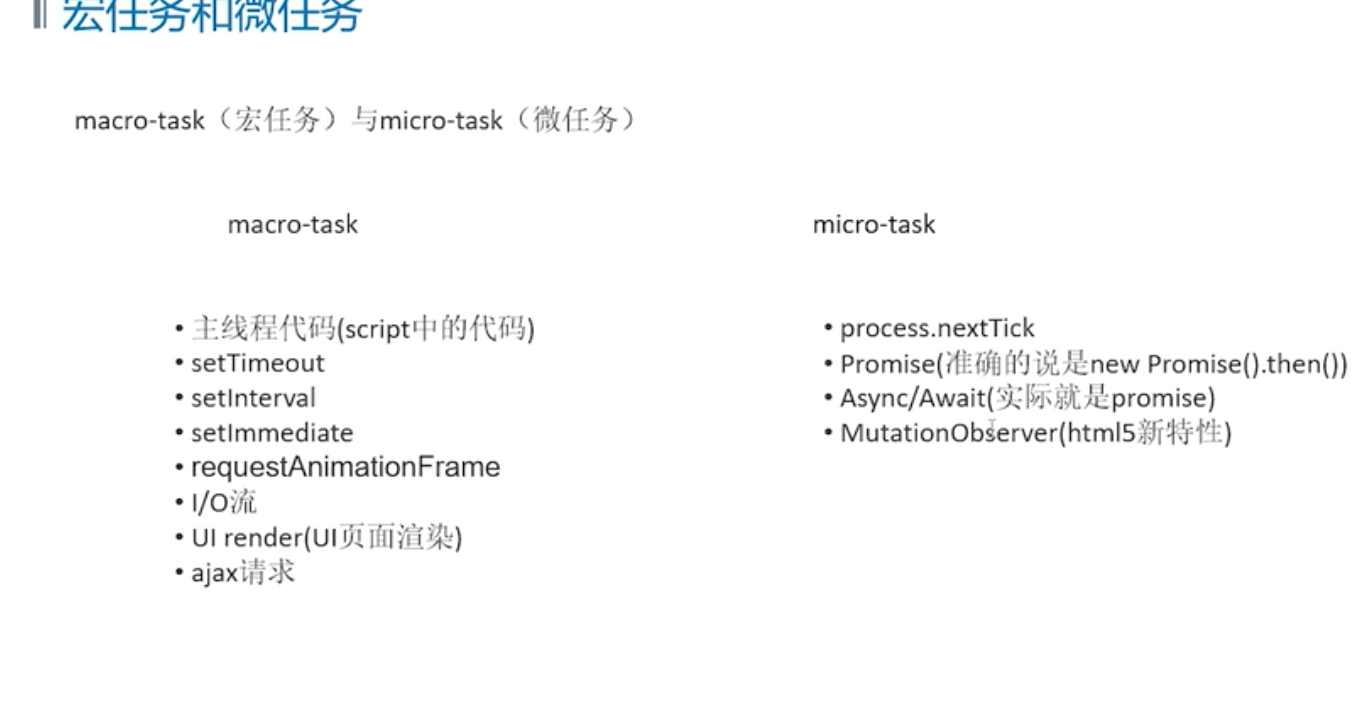 宏任务和微任务
macro-task（宏任务）与micro-task（微任务）
macro-task
• 主线程代码(script中的代码)
• setTimeout
• setInterval
• setImmediate
• requestAnimationFrame
• I/O流
• UI render(UI页面渲染)
• ajax请求
micro-task
• process.nextTick
• Promise(准确的说是new Promise().then())
• Async/Await(实际就是promise)
• MutationObserver(html5新特性)